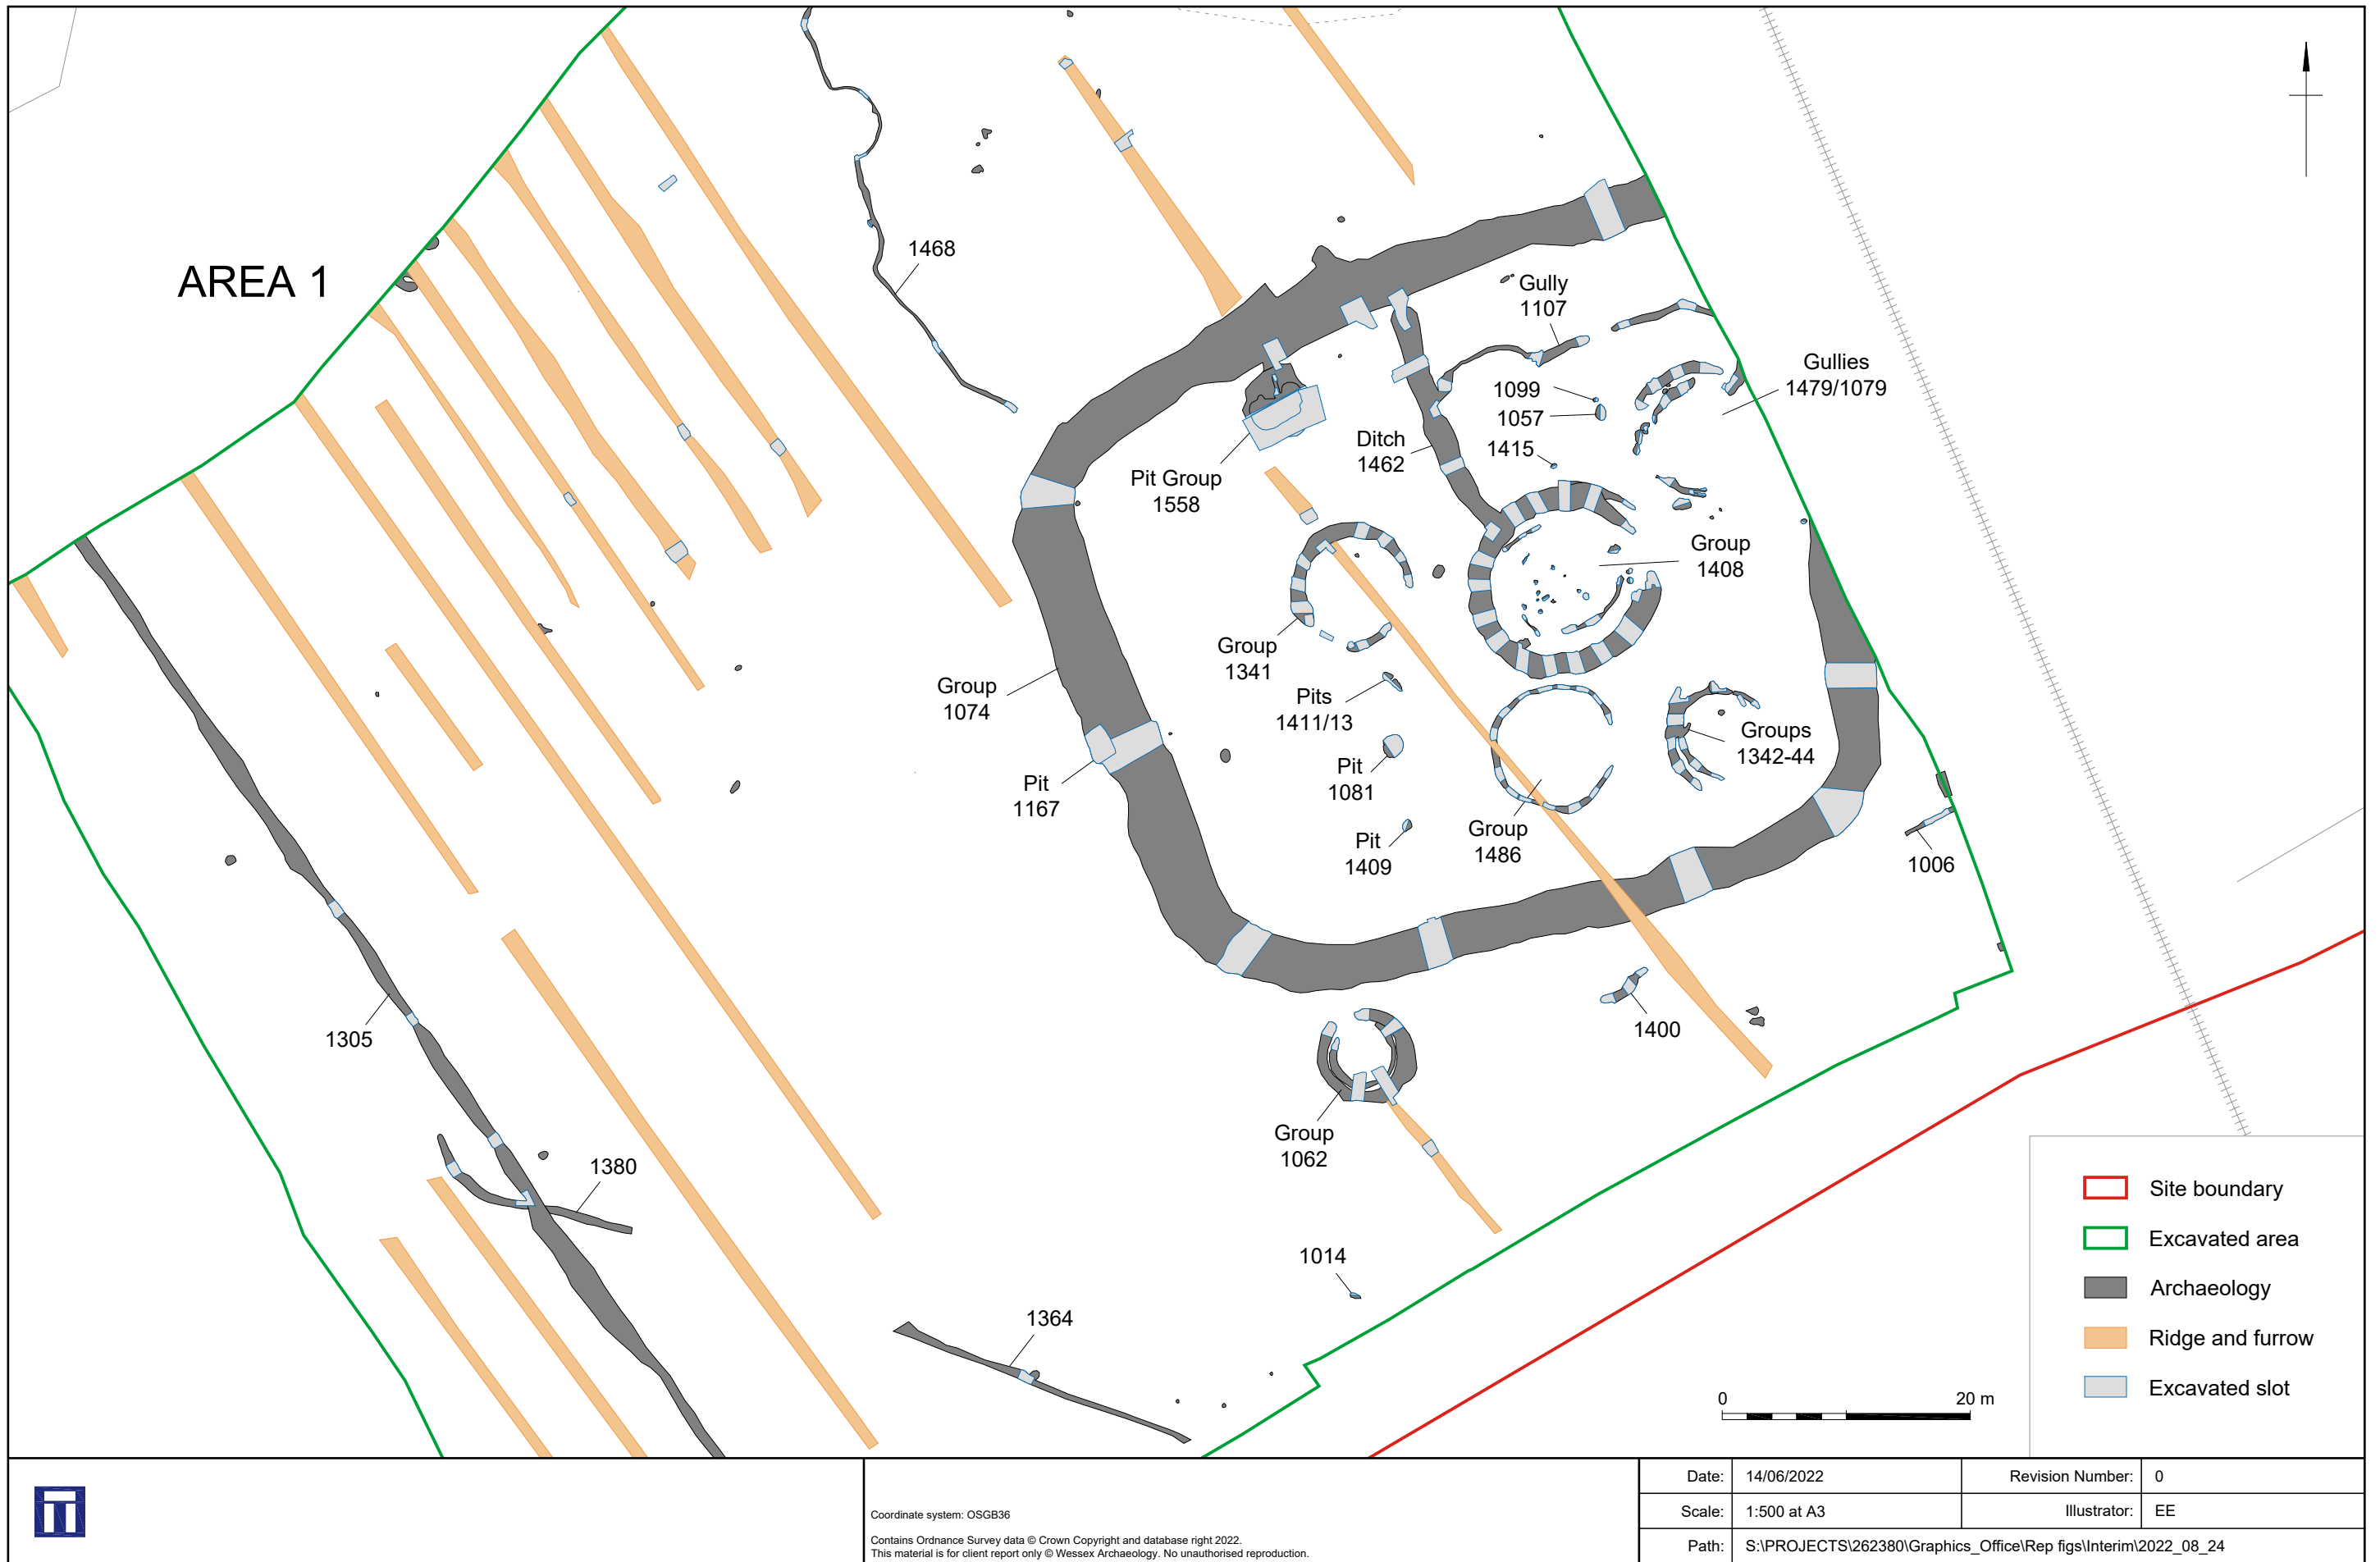 AREA 1
1468
Gully
1107
1099
1057
1415
Gullies
1479/1079
Ditch
1462
Pit Group
1558
Group
1408
Group
1341
Group
1074
Pits
1411/13
Pit
1167
Pit
1081
Pit
1409
Group
1486
Groups
1342-44
1006
1305
1400
Group
1062
1380
1014
1364
0 20 m
Site boundary
Excavated area
Archaeology
Ridge and furrow
Excavated slot
Coordinate system: OSGB36
Contains Ordnance Survey data © Crown Copyright and database right 2022.
This material is for client report only © Wessex Archaeology. No unauthorised reproduction.
Date: 14/06/2022 Revision Number: 0
Scale: 1:500 at A3 Illustrator: EE
Path: S:\PROJECTS\262380\Graphics_Office\Rep figs\Interim\2022_08_24